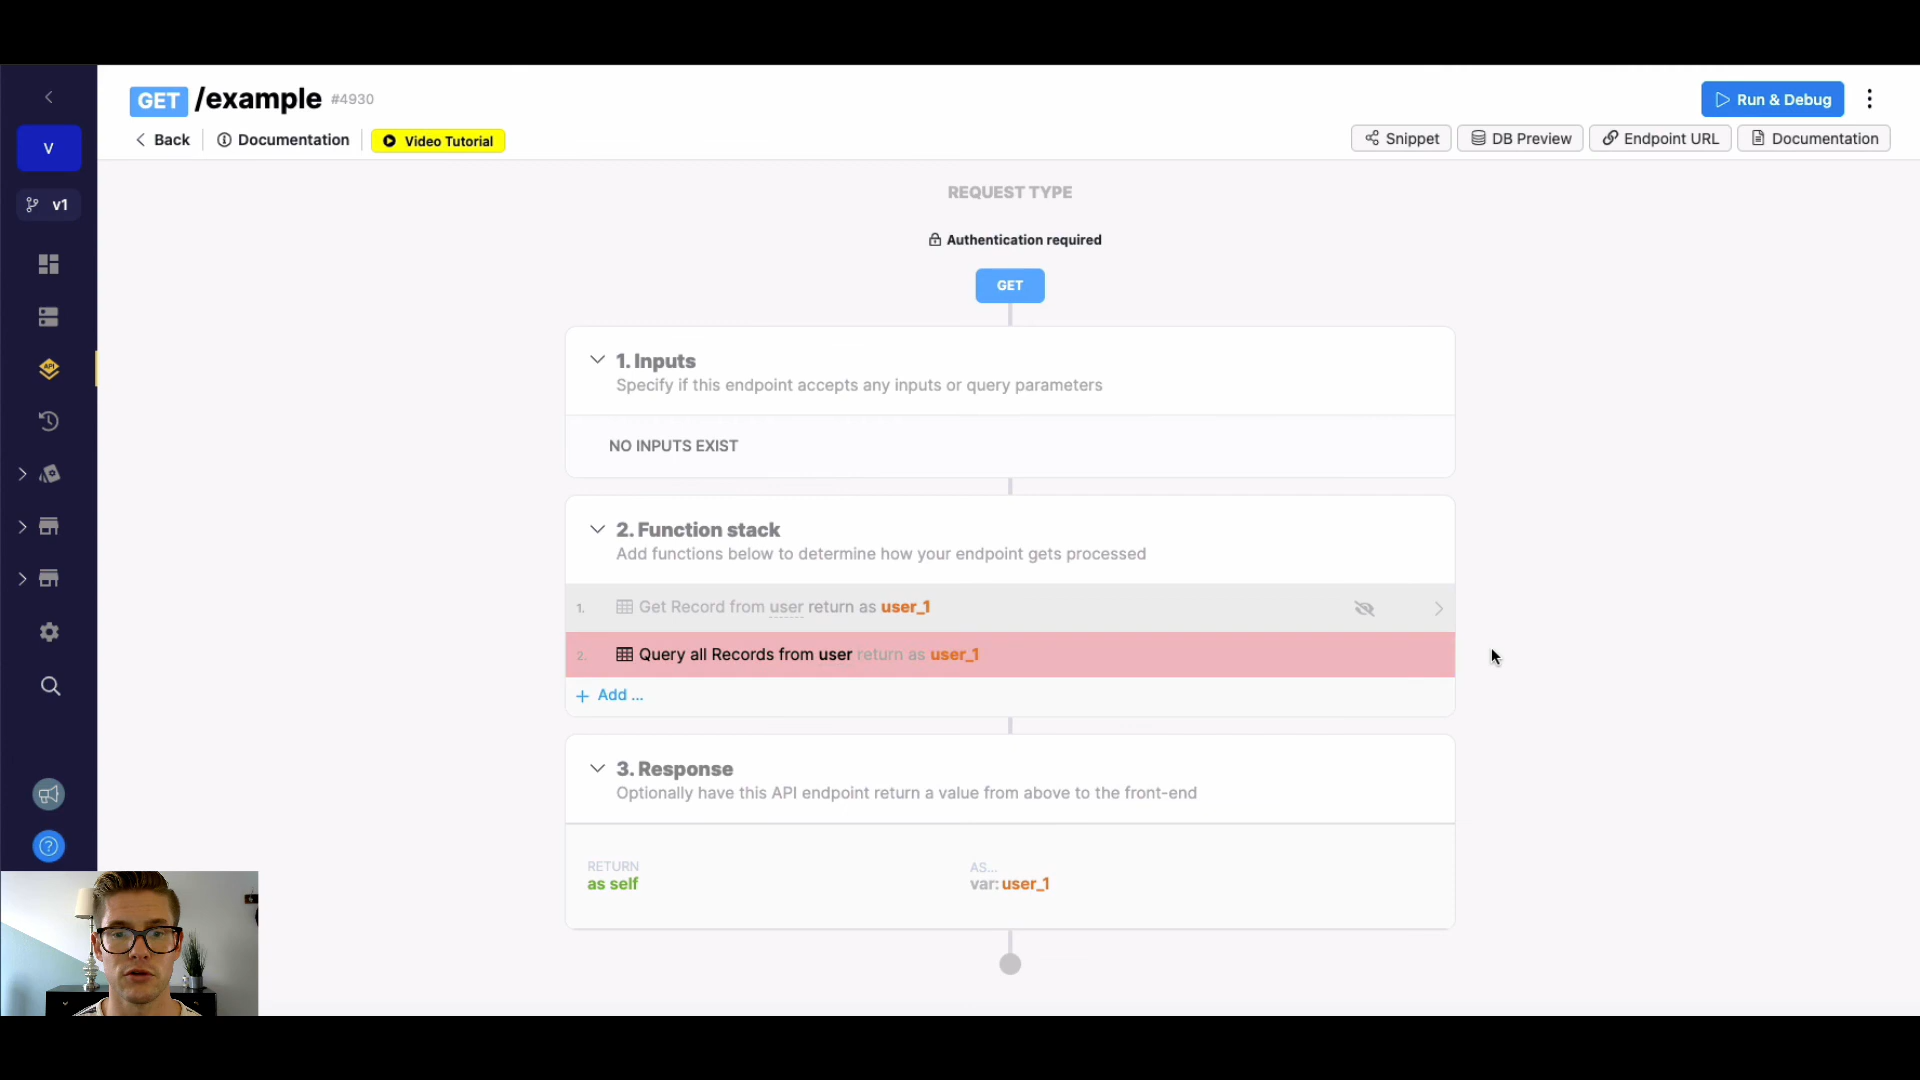 GET /example #4930
Back
Documentation
Video Tutorial
Run & Debug
Snippet
DB Preview
Endpoint URL
Documentation
V
v1
REQUEST TYPE
Authentication required
GET
1. Inputs
Specify if this endpoint accepts any inputs or query parameters
NO INPUTS EXIST
2. Function stack
Add functions below to determine how your endpoint gets processed
1. Get Record from user return as user_1
2. Query all Records from user return as user_1
+ Add ...
3. Response
Optionally have this API endpoint return a value from above to the front-end
RETURN
as self
AS...
var: user_1
API
?